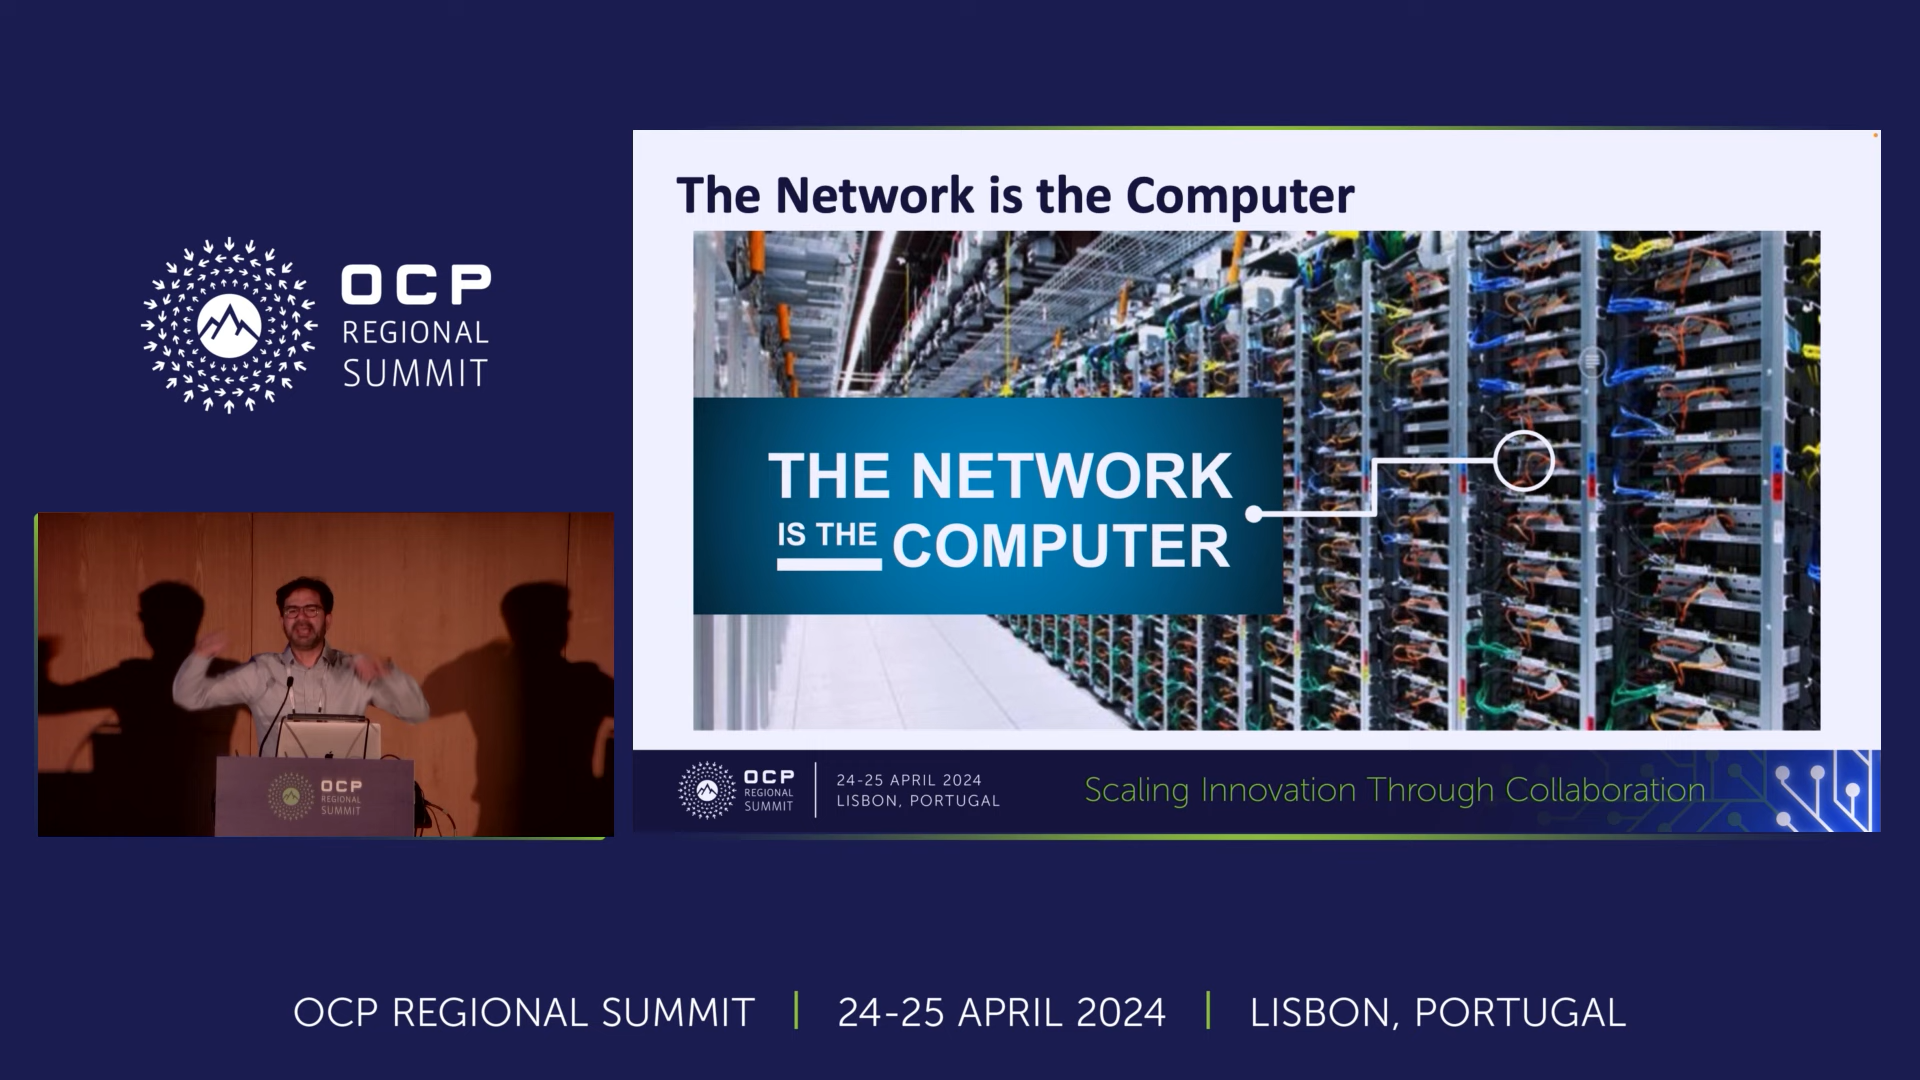 OCP
REGIONAL
SUMMIT
The Network is the Computer
THE NETWORK
IS THE COMPUTER
OCP
REGIONAL
SUMMIT
24-25 APRIL 2024
LISBON, PORTUGAL
Scaling Innovation Through Collaboration
OCP
REGIONAL
SUMMIT
OCP REGIONAL SUMMIT | 24-25 APRIL 2024 | LISBON, PORTUGAL